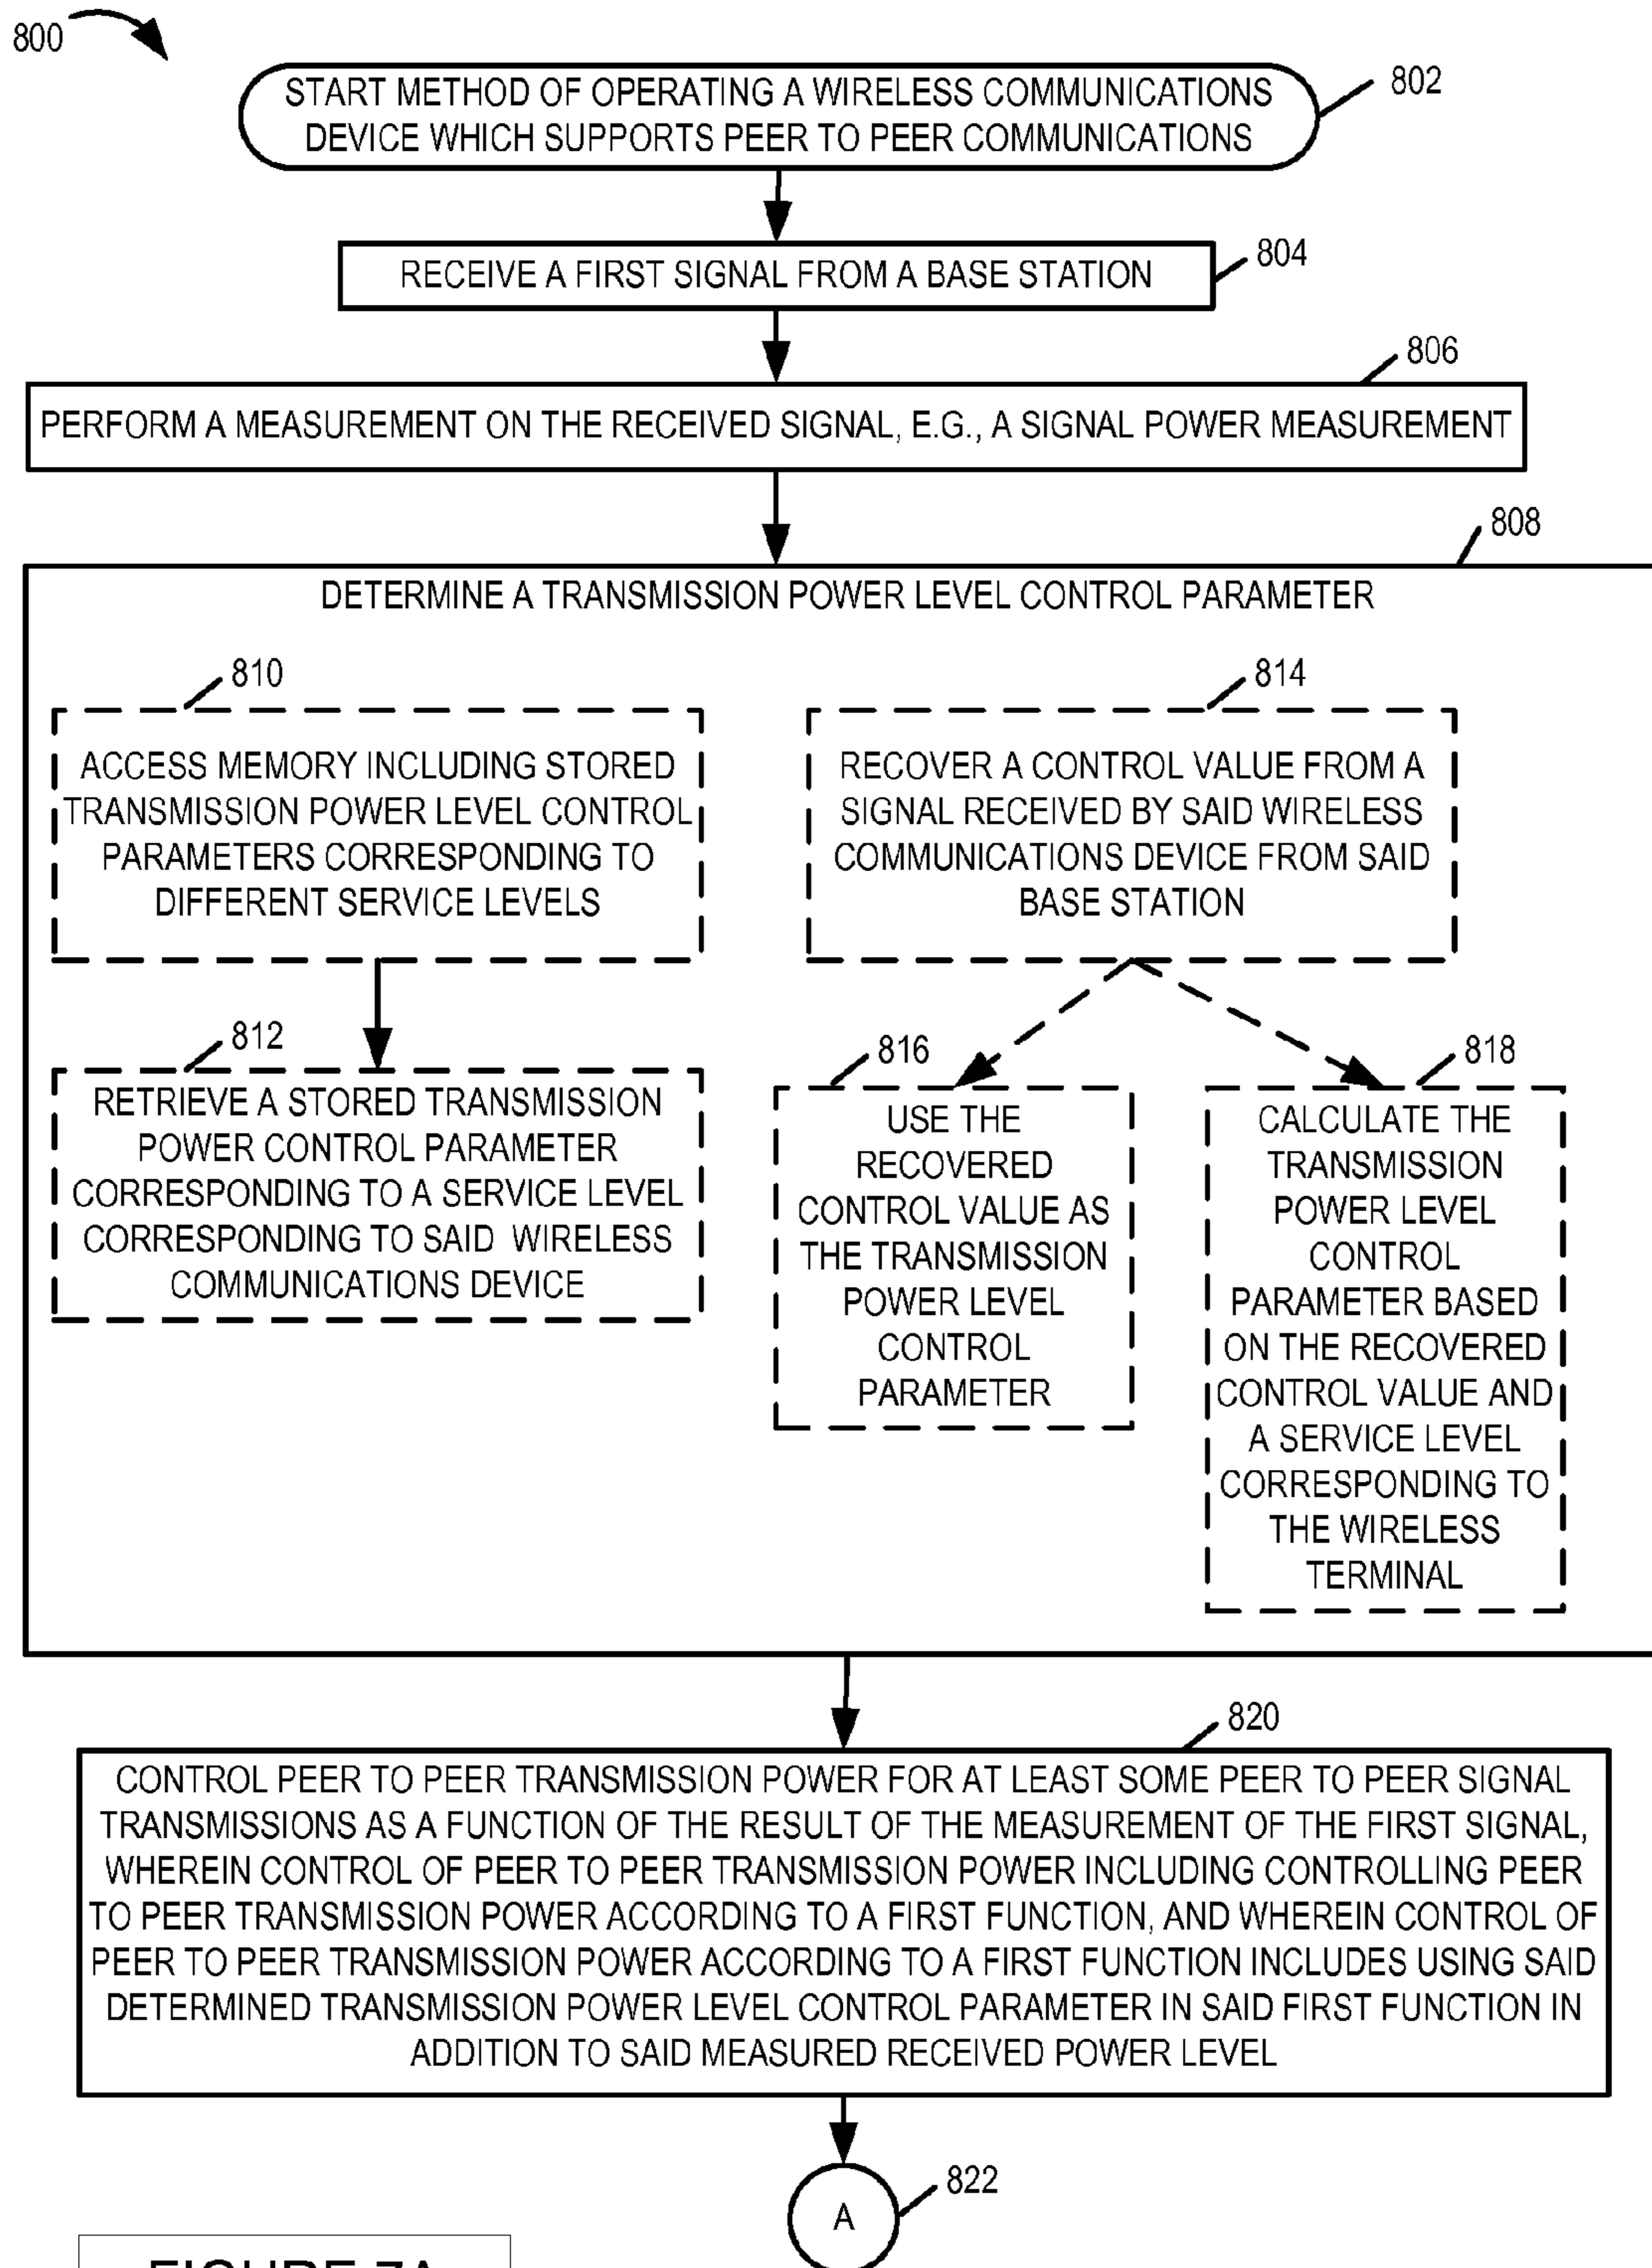 800
START METHOD OF OPERATING A WIRELESS COMMUNICATIONS
DEVICE WHICH SUPPORTS PEER TO PEER COMMUNICATIONS
802
RECEIVE A FIRST SIGNAL FROM A BASE STATION
804
806
PERFORM A MEASUREMENT ON THE RECEIVED SIGNAL, E.G., A SIGNAL POWER MEASUREMENT
808
DETERMINE A TRANSMISSION POWER LEVEL CONTROL PARAMETER
810
ACCESS MEMORY INCLUDING STORED
TRANSMISSION POWER LEVEL CONTROL
PARAMETERS CORRESPONDING TO
DIFFERENT SERVICE LEVELS
812
RETRIEVE A STORED TRANSMISSION
POWER CONTROL PARAMETER
CORRESPONDING TO A SERVICE LEVEL
CORRESPONDING TO SAID WIRELESS
COMMUNICATIONS DEVICE
814
RECOVER A CONTROL VALUE FROM A
SIGNAL RECEIVED BY SAID WIRELESS
COMMUNICATIONS DEVICE FROM SAID
BASE STATION
816
USE THE
RECOVERED
CONTROL VALUE AS
THE TRANSMISSION
POWER LEVEL
CONTROL
PARAMETER
818
CALCULATE THE
TRANSMISSION
POWER LEVEL
CONTROL
PARAMETER BASED
ON THE RECOVERED
CONTROL VALUE AND
A SERVICE LEVEL
CORRESPONDING TO
THE WIRELESS
TERMINAL
820
CONTROL PEER TO PEER TRANSMISSION POWER FOR AT LEAST SOME PEER TO PEER SIGNAL
TRANSMISSIONS AS A FUNCTION OF THE RESULT OF THE MEASUREMENT OF THE FIRST SIGNAL,
WHEREIN CONTROL OF PEER TO PEER TRANSMISSION POWER INCLUDING CONTROLLING PEER
TO PEER TRANSMISSION POWER ACCORDING TO A FIRST FUNCTION, AND WHEREIN CONTROL OF
PEER TO PEER TRANSMISSION POWER ACCORDING TO A FIRST FUNCTION INCLUDES USING SAID
DETERMINED TRANSMISSION POWER LEVEL CONTROL PARAMETER IN SAID FIRST FUNCTION IN
ADDITION TO SAID MEASURED RECEIVED POWER LEVEL
A
822
FIGURE 7A